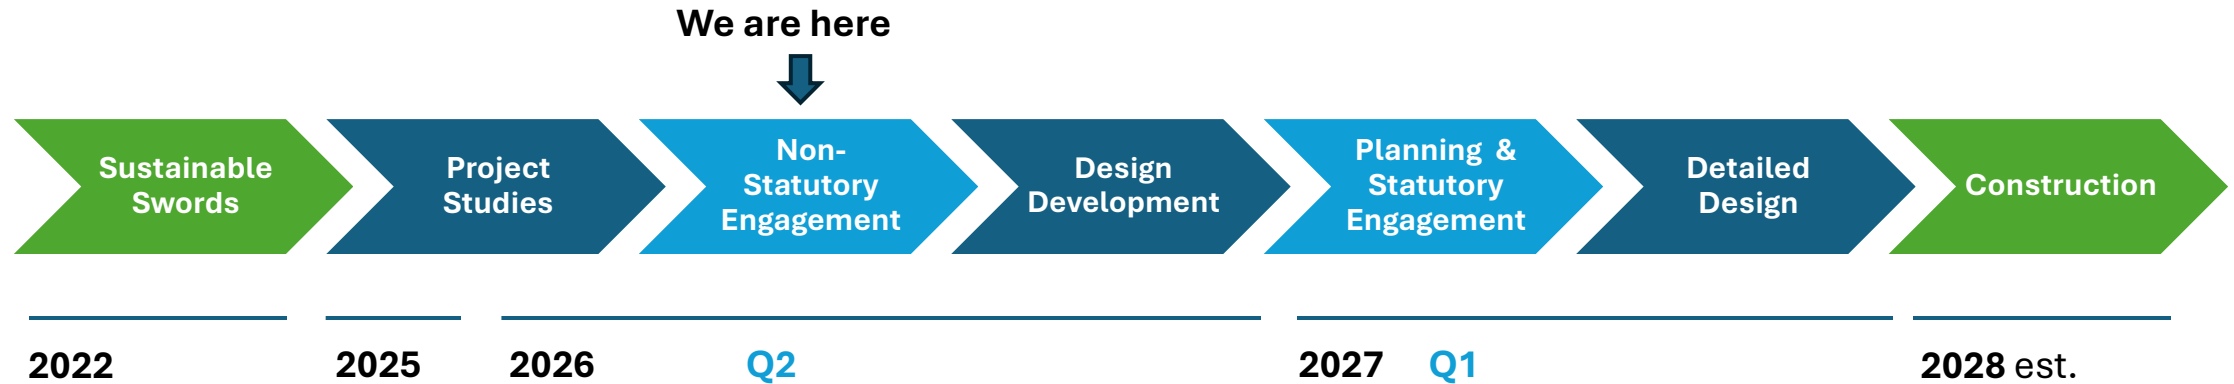 We are here
Sustainable
Swords
Project
Studies
Non-
Statutory
Engagement
Design
Development
Planning &
Statutory
Engagement
Detailed
Design
Construction
2022
2025
2026
Q2
2027
Q1
2028 est.